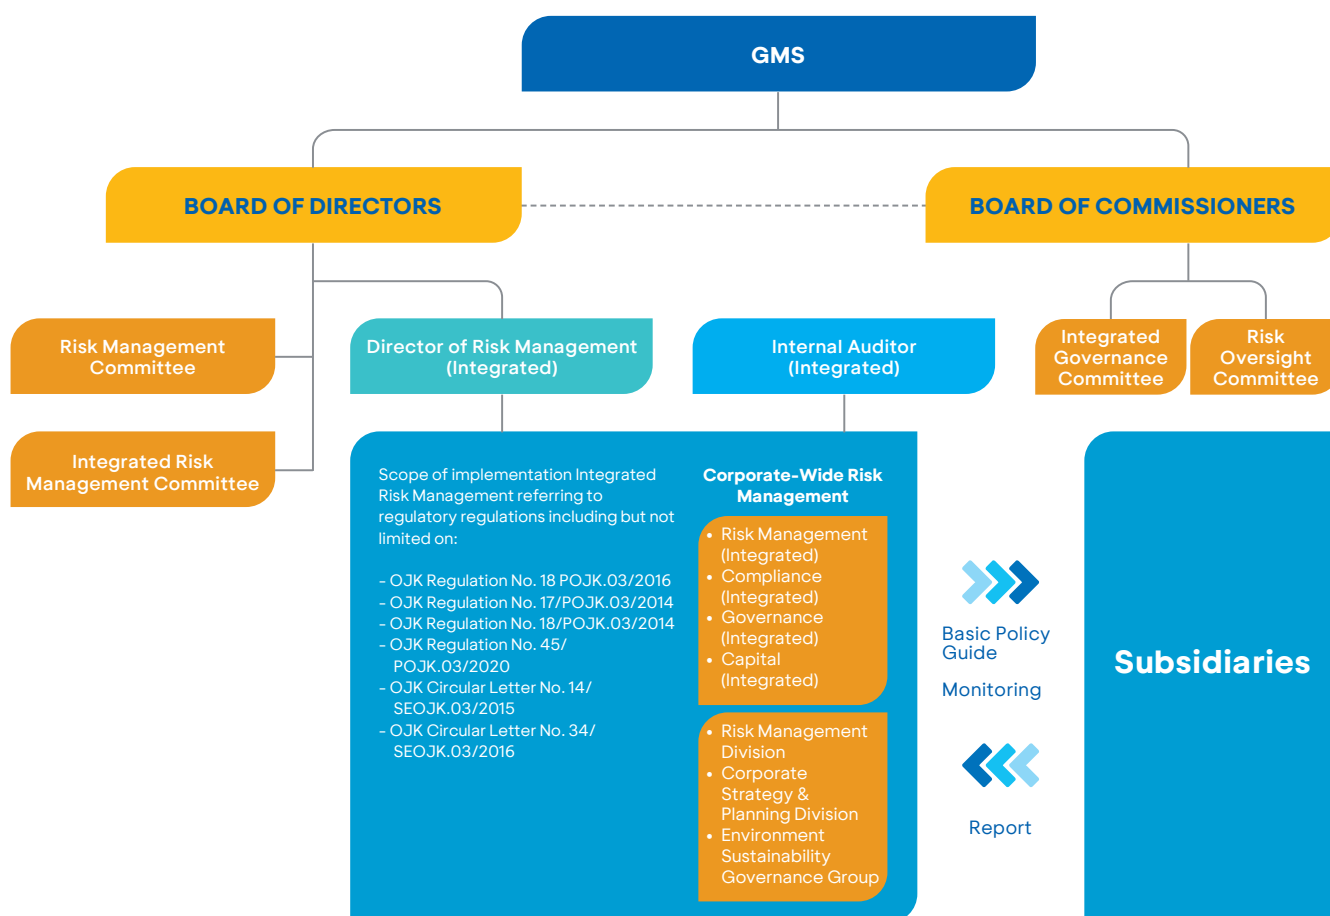 GMS
BOARD OF DIRECTORS
BOARD OF COMMISSIONERS
Risk Management
Committee
Director of Risk Management
(Integrated)
Internal Auditor
(Integrated)
Integrated
Governance
Committee
Risk
Oversight
Committee
Integrated Risk
Management Committee
Scope of implementation Integrated
Risk Management referring to
regulatory regulations including but not
limited on:
- OJK Regulation No. 18 POJK.03/2016
- OJK Regulation No. 17/POJK.03/2014
- OJK Regulation No. 18/POJK.03/2014
- OJK Regulation No. 45/
POJK.03/2020
- OJK Circular Letter No. 14/
SEOJK.03/2015
- OJK Circular Letter No. 34/
SEOJK.03/2016
Corporate-Wide Risk
Management
• Risk Management
(Integrated)
• Compliance
(Integrated)
• Governance
(Integrated)
• Capital
(Integrated)
• Risk Management
Division
• Corporate
Strategy &
Planning Division
• Environment
Sustainability
Governance Group
Basic Policy
Guide
Monitoring
Report
Subsidiaries